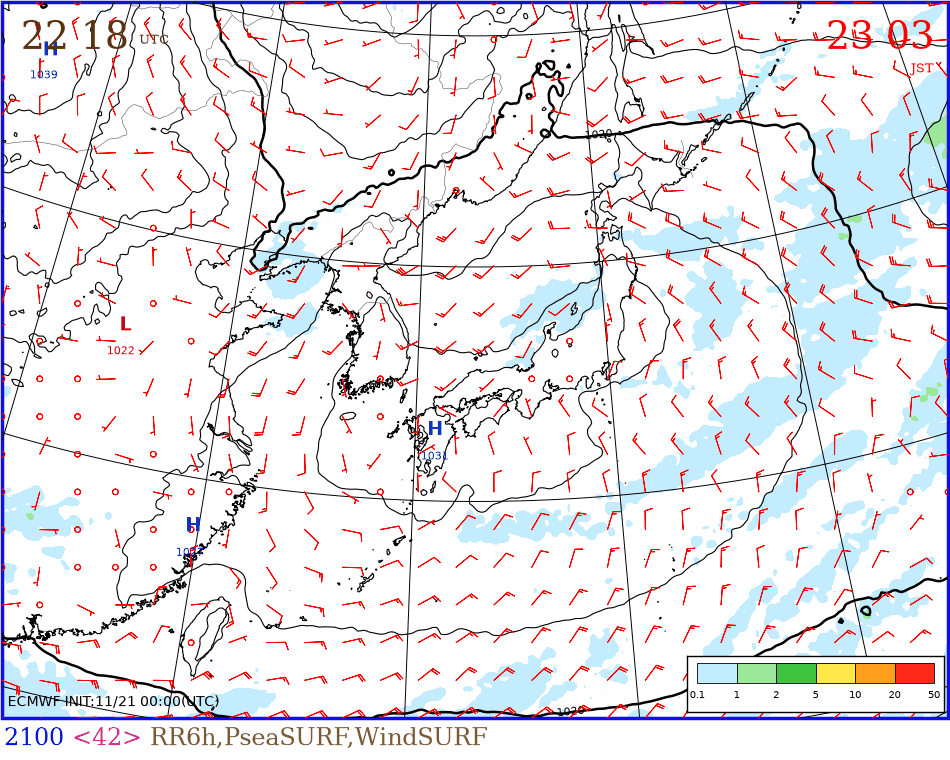 22 18 UTC
23 03
JST
H
1039
1020
L
1022
H
1031
H
1027
1020
0.1 1 2 5 10 20 50
ECMWF INIT:11/21 00:00(UTC)
2100 <42> RR6h,PseaSURF,WindSURF